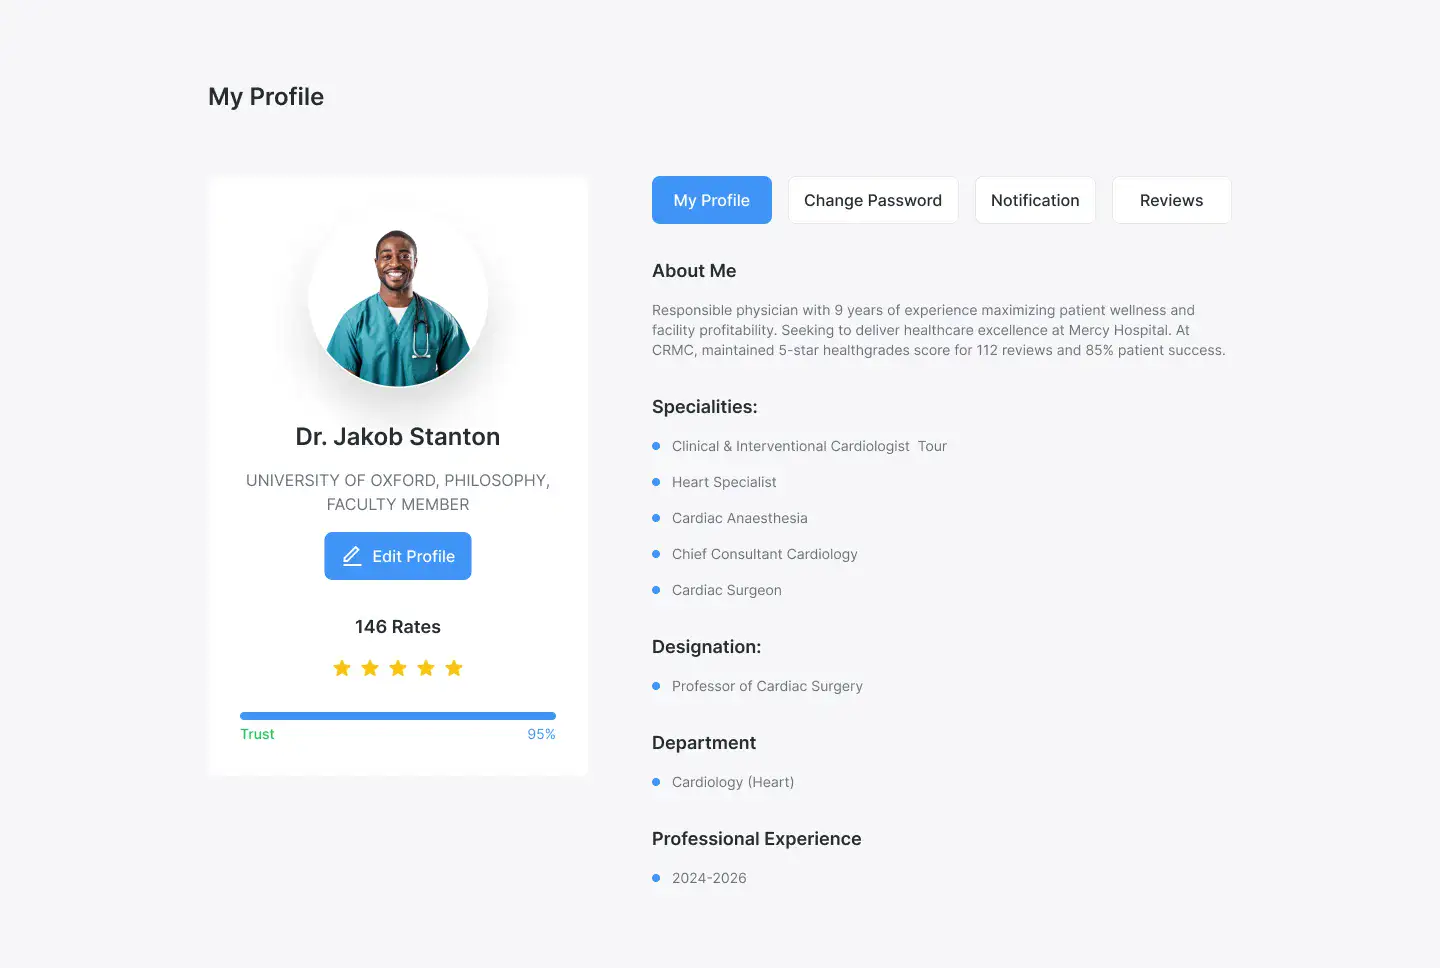 My Profile
Dr. Jakob Stanton
UNIVERSITY OF OXFORD, PHILOSOPHY,
FACULTY MEMBER
Edit Profile
146 Rates
Trust 95%
My Profile Change Password Notification Reviews
About Me
Responsible physician with 9 years of experience maximizing patient wellness and
facility profitability. Seeking to deliver healthcare excellence at Mercy Hospital. At
CRMC, maintained 5-star healthgrades score for 112 reviews and 85% patient success.
Specialities:
Clinical & Interventional Cardiologist  Tour
Heart Specialist
Cardiac Anaesthesia
Chief Consultant Cardiology
Cardiac Surgeon
Designation:
Professor of Cardiac Surgery
Department
Cardiology (Heart)
Professional Experience
2024-2026